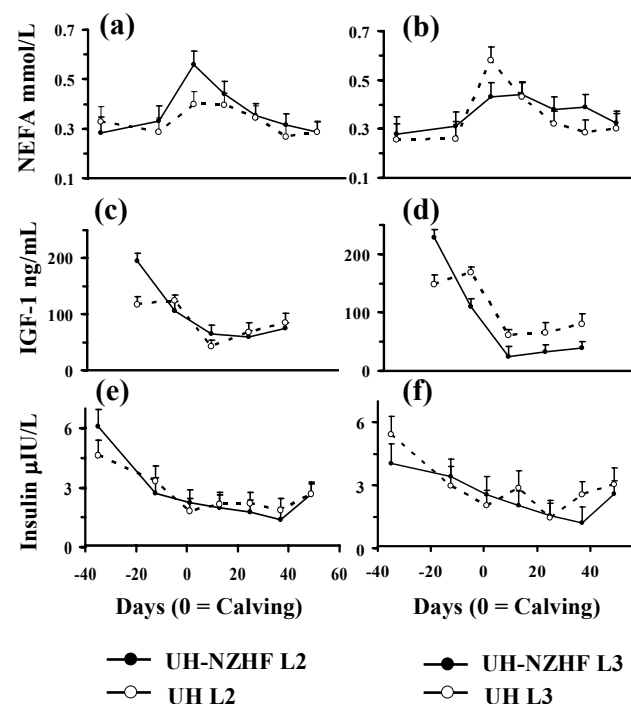 (a) (b)
NEFA mmol/L
0.7 0.7
0.5 0.5
0.3 0.3
0.1 0.1
(c) (d)
IGF-1 ng/mL
200 200
100 100
0 0
(e) (f)
Insulin µIU/L
6 6
3 3
0 0
-40 -20 0 20 40 60 -40 -20 0 20 40
Days (0 = Calving) Days (0 = Calving)
UH-NZHF L2 UH-NZHF L3
UH L2 UH L3